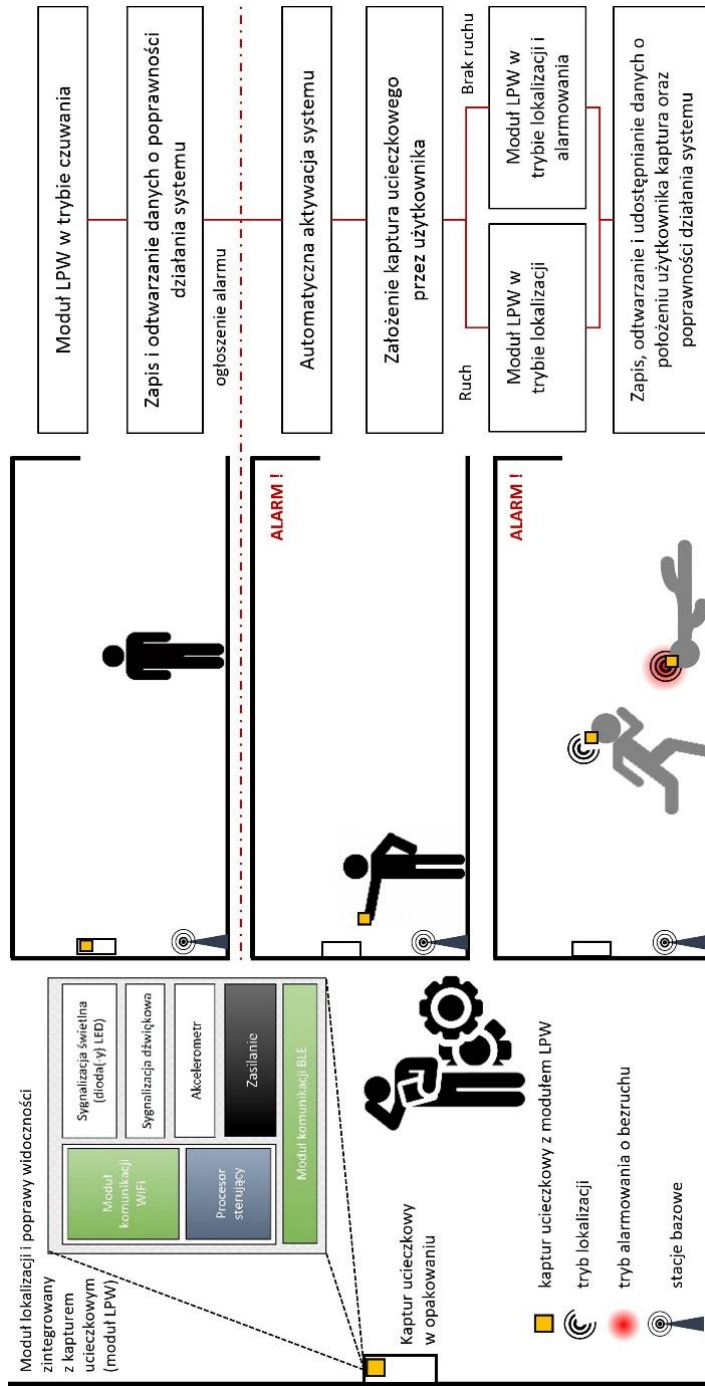 Moduł lokalizacji i poprawy widoczności
zintegrowany
z kapturem
ucieczkowym
(moduł LPW)
Moduł
komunikacji
WiFi
Procesor
sterujący
Sygnalizacja świetlna
(dioda(-y) LED)
Sygnalizacja dźwiękowa
Akcelerometr
Zasilanie
Moduł komunikacji BLE
Kaptur ucieczkowy
w opakowaniu
kaptur ucieczkowy z modułem LPW
tryb lokalizacji
tryb alarmowania o bezruchu
stacje bazowe
ALARM !
ALARM !
Moduł LPW w trybie czuwania
Zapis i odtwarzanie danych o poprawności
działania systemu
ogłoszenie alarmu
Automatyczna aktywacja systemu
Założenie kaptura ucieczkowego
przez użytkownika
Ruch
Brak ruchu
Moduł LPW w
trybie lokalizacji
Moduł LPW w
trybie lokalizacji i
alarmowania
Zapis, odtwarzanie i udostępnianie danych o
położeniu użytkownika kaptura oraz
poprawności działania systemu